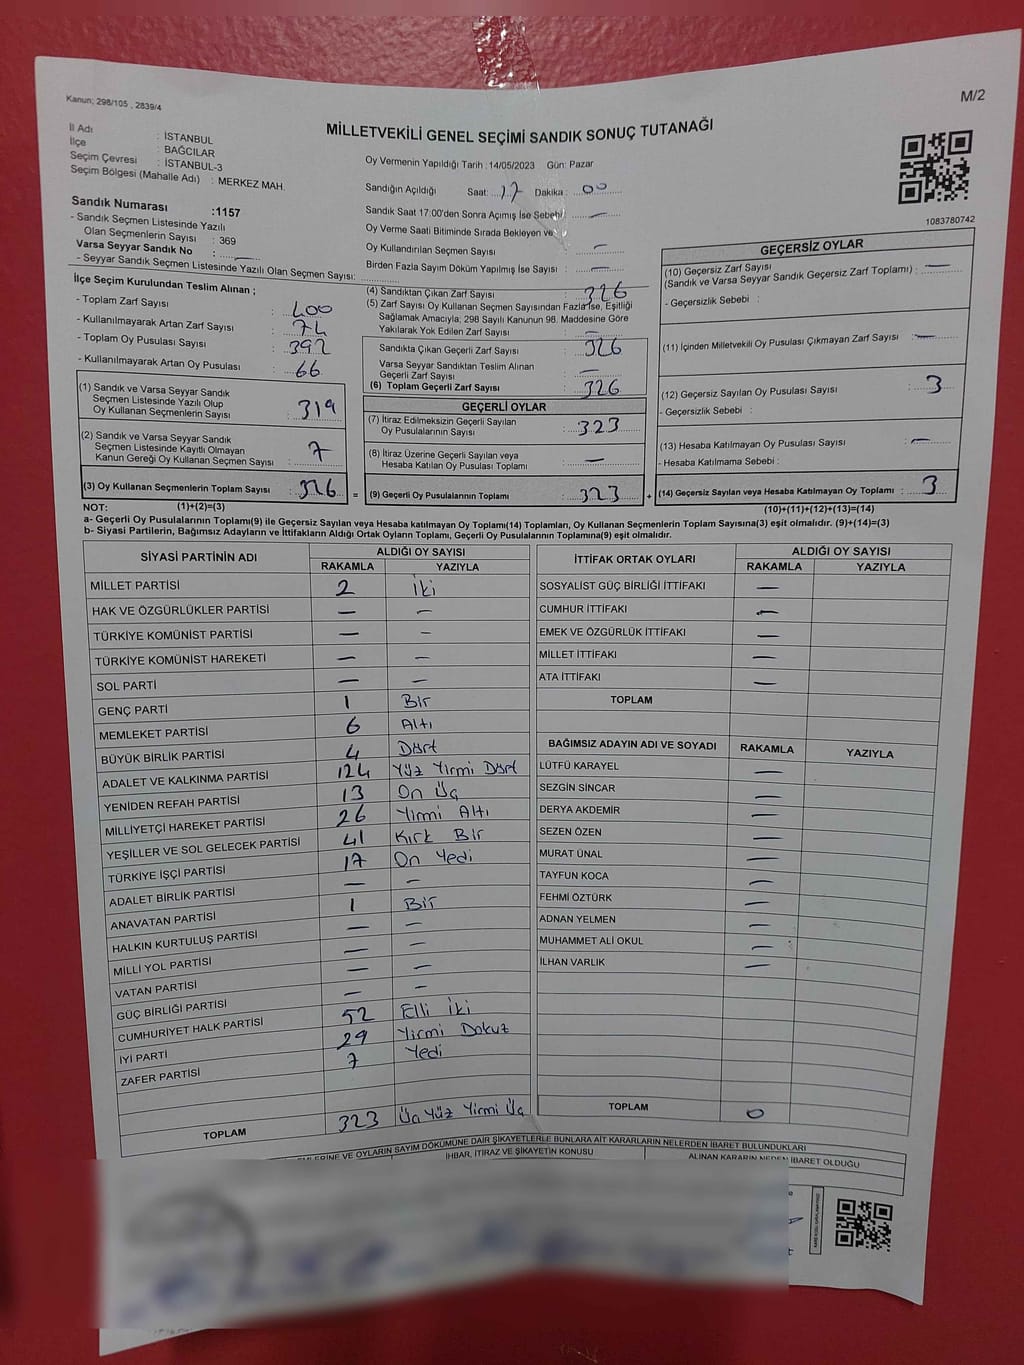 Kanun; 298/105 , 2839/4
M/2
MİLLETVEKİLİ GENEL SEÇİMİ SANDIK SONUÇ TUTANAĞI
İl Adı : İSTANBUL
İlçe : BAĞCILAR
Seçim Çevresi : İSTANBUL-3
Seçim Bölgesi (Mahalle Adı) : MERKEZ MAH.
Sandık Numarası :1157
- Sandık Seçmen Listesinde Yazılı
Olan Seçmenlerin Sayısı : 369
Varsa Seyyar Sandık No :
- Seyyar Sandık Seçmen Listesinde Yazılı Olan Seçmen Sayısı:
Oy Vermenin Yapıldığı Tarih : 14/05/2023 Gün: Pazar
Sandığın Açıldığı Saat: 17 Dakika : 00
Sandık Saat 17:00'den Sonra Açımış İse Sebebi: —
Oy Verme Saati Bitiminde Sırada Bekleyen ve
Oy Kullandırılan Seçmen Sayısı —
Birden Fazla Sayım Döküm Yapılmış İse Sayısı : —
1083780742
İlçe Seçim Kurulundan Teslim Alınan ;
- Toplam Zarf Sayısı : 400
- Kullanılmayarak Artan Zarf Sayısı : 74
- Toplam Oy Pusulası Sayısı : 392
- Kullanılmayarak Artan Oy Pusulası : 66
(1) Sandık ve Varsa Seyyar Sandık
Seçmen Listesinde Yazılı Olup
Oy Kullanan Seçmenlerin Sayısı : 319
(2) Sandık ve Varsa Seyyar Sandık
Seçmen Listesinde Kayıtlı Olmayan
Kanun Gereği Oy Kullanan Seçmen Sayısı : 7
(3) Oy Kullanan Seçmenlerin Toplam Sayısı : 326
(1)+(2)=(3)
(4) Sandıktan Çıkan Zarf Sayısı : 326
(5) Zarf Sayısı Oy Kullanan Seçmen Sayısından Fazla İse, Eşitliği
Sağlamak Amacıyla; 298 Sayılı Kanunun 98. Maddesine Göre
Yakılarak Yok Edilen Zarf Sayısı : —
Sandıkta Çıkan Geçerli Zarf Sayısı : 326
Varsa Seyyar Sandıktan Teslim Alınan
Geçerli Zarf Sayısı : —
(6) Toplam Geçerli Zarf Sayısı : 326
GEÇERLİ OYLAR
(7) İtiraz Edilmeksizin Geçerli Sayılan
Oy Pusulalarının Sayısı : 323
(8) İtiraz Üzerine Geçerli Sayılan veya
Hesaba Katılan Oy Pusulası Toplamı : —
= (9) Geçerli Oy Pusulalarının Toplamı : 323 +
GEÇERSİZ OYLAR
(10) Geçersiz Zarf Sayısı
(Sandık ve Varsa Seyyar Sandık Geçersiz Zarf Toplamı) : —
- Geçersizlik Sebebi :
(11) İçinden Milletvekili Oy Pusulası Çıkmayan Zarf Sayısı : —
(12) Geçersiz Sayılan Oy Pusulası Sayısı : 3
- Geçersizlik Sebebi :
(13) Hesaba Katılmayan Oy Pusulası Sayısı : —
- Hesaba Katılmama Sebebi :
(14) Geçersiz Sayılan veya Hesaba Katılmayan Oy Toplamı : 3
(10)+(11)+(12)+(13)=(14)
NOT:
a- Geçerli Oy Pusulalarının Toplamı(9) ile Geçersiz Sayılan veya Hesaba katılmayan Oy Toplamı(14) Toplamları, Oy Kullanan Seçmenlerin Toplam Sayısına(3) eşit olmalıdır. (9)+(14)=(3)
b- Siyasi Partilerin, Bağımsız Adayların ve İttifakların Aldığı Ortak Oyların Toplamı, Geçerli Oy Pusulalarının Toplamına(9) eşit olmalıdır.
SİYASİ PARTİNİN ADI ALDIĞI OY SAYISI
RAKAMLA YAZIYLA
MİLLET PARTİSİ 2 İki
HAK VE ÖZGÜRLÜKLER PARTİSİ — —
TÜRKİYE KOMÜNİST PARTİSİ — —
TÜRKİYE KOMÜNİST HAREKETİ — —
SOL PARTİ — —
GENÇ PARTİ 1 Bir
MEMLEKET PARTİSİ 6 Altı
BÜYÜK BİRLİK PARTİSİ 4 Dört
ADALET VE KALKINMA PARTİSİ 124 Yüz Yirmi Dört
YENİDEN REFAH PARTİSİ 13 On Üç
MİLLİYETÇİ HAREKET PARTİSİ 26 Yirmi Altı
YEŞİLLER VE SOL GELECEK PARTİSİ 41 Kırk Bir
TÜRKİYE İŞÇİ PARTİSİ 17 On Yedi
ADALET BİRLİK PARTİSİ — —
ANAVATAN PARTİSİ 1 Bir
HALKIN KURTULUŞ PARTİSİ — —
MİLLİ YOL PARTİSİ — —
VATAN PARTİSİ — —
GÜÇ BİRLİĞİ PARTİSİ — —
CUMHURİYET HALK PARTİSİ 52 Elli İki
İYİ PARTİ 29 Yirmi Dokuz
ZAFER PARTİSİ 7 Yedi
TOPLAM 323 Üç Yüz Yirmi Üç
İTTİFAK ORTAK OYLARI ALDIĞI OY SAYISI
RAKAMLA YAZIYLA
SOSYALİST GÜÇ BİRLİĞİ İTTİFAKI —
CUMHUR İTTİFAKI —
EMEK VE ÖZGÜRLÜK İTTİFAKI —
MİLLET İTTİFAKI —
ATA İTTİFAKI —
TOPLAM
BAĞIMSIZ ADAYIN ADI VE SOYADI RAKAMLA YAZIYLA
LÜTFÜ KARAYEL —
SEZGİN SİNCAR —
DERYA AKDEMİR —
SEZEN ÖZEN —
MURAT ÜNAL —
TAYFUN KOCA —
FEHMİ ÖZTÜRK —
ADNAN YELMEN —
MUHAMMET ALİ OKUL —
İLHAN VARLIK —
TOPLAM 0
VE OYLARIN SAYIM DÖKÜMÜNE DAİR ŞİKAYETLERLE BUNLARA AİT KARARLARIN NELERDEN İBARET BULUNDUKLARI
İHBAR, İTİRAZ VE ŞİKAYETİN KONUSU
ALINAN KARARIN NEDEN İBARET OLDUĞU